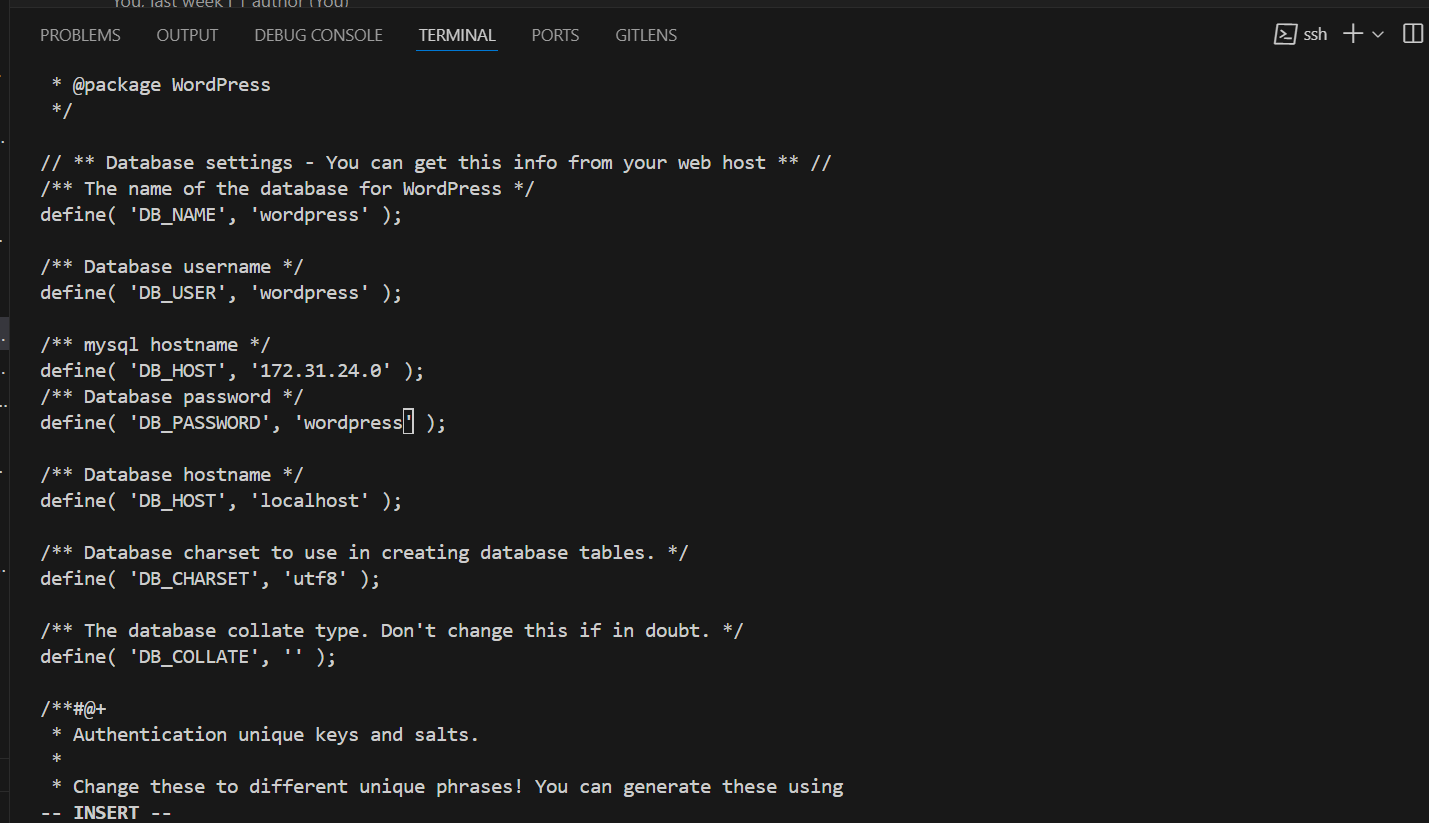 You, last week | 1 author (You)
PROBLEMS OUTPUT DEBUG CONSOLE TERMINAL PORTS GITLENS ssh
 * @package WordPress
 */
// ** Database settings - You can get this info from your web host ** //
/** The name of the database for WordPress */
define( 'DB_NAME', 'wordpress' );
/** Database username */
define( 'DB_USER', 'wordpress' );
/** mysql hostname */
define( 'DB_HOST', '172.31.24.0' );
/** Database password */
define( 'DB_PASSWORD', 'wordpress' );
/** Database hostname */
define( 'DB_HOST', 'localhost' );
/** Database charset to use in creating database tables. */
define( 'DB_CHARSET', 'utf8' );
/** The database collate type. Don't change this if in doubt. */
define( 'DB_COLLATE', '' );
/**#@+
 * Authentication unique keys and salts.
 *
 * Change these to different unique phrases! You can generate these using
-- INSERT --